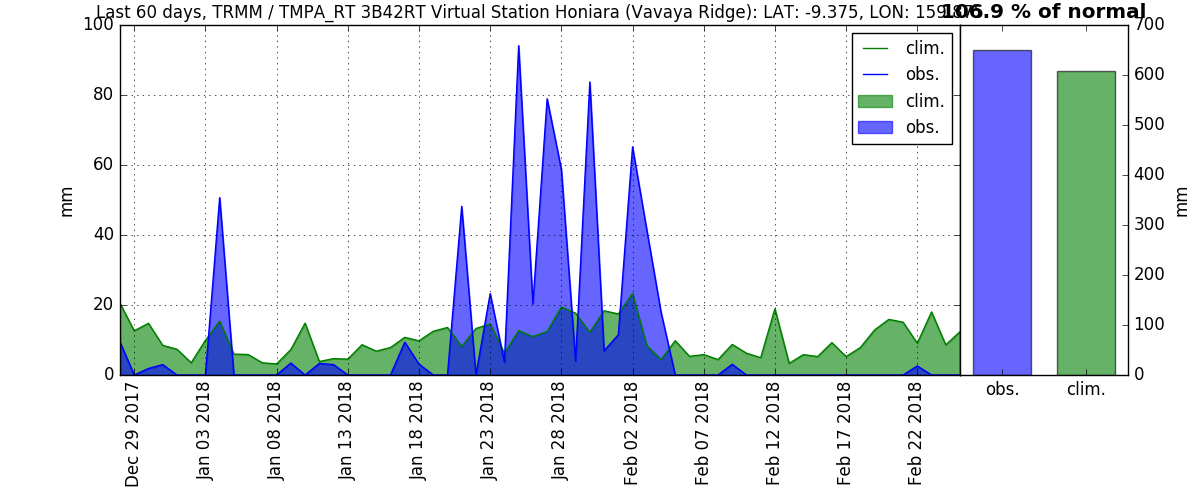 Last 60 days, TRMM / TMPA_RT 3B42RT Virtual Station Honiara (Vavaya Ridge): LAT: -9.375, LON:
106.9 % of normal
100
80
60
40
20
0
mm
clim.
obs.
clim.
obs.
700
600
500
400
300
200
100
0
mm
obs.
clim.
Dec 29 2017
Jan 03 2018
Jan 08 2018
Jan 13 2018
Jan 18 2018
Jan 23 2018
Jan 28 2018
Feb 02 2018
Feb 07 2018
Feb 12 2018
Feb 17 2018
Feb 22 2018